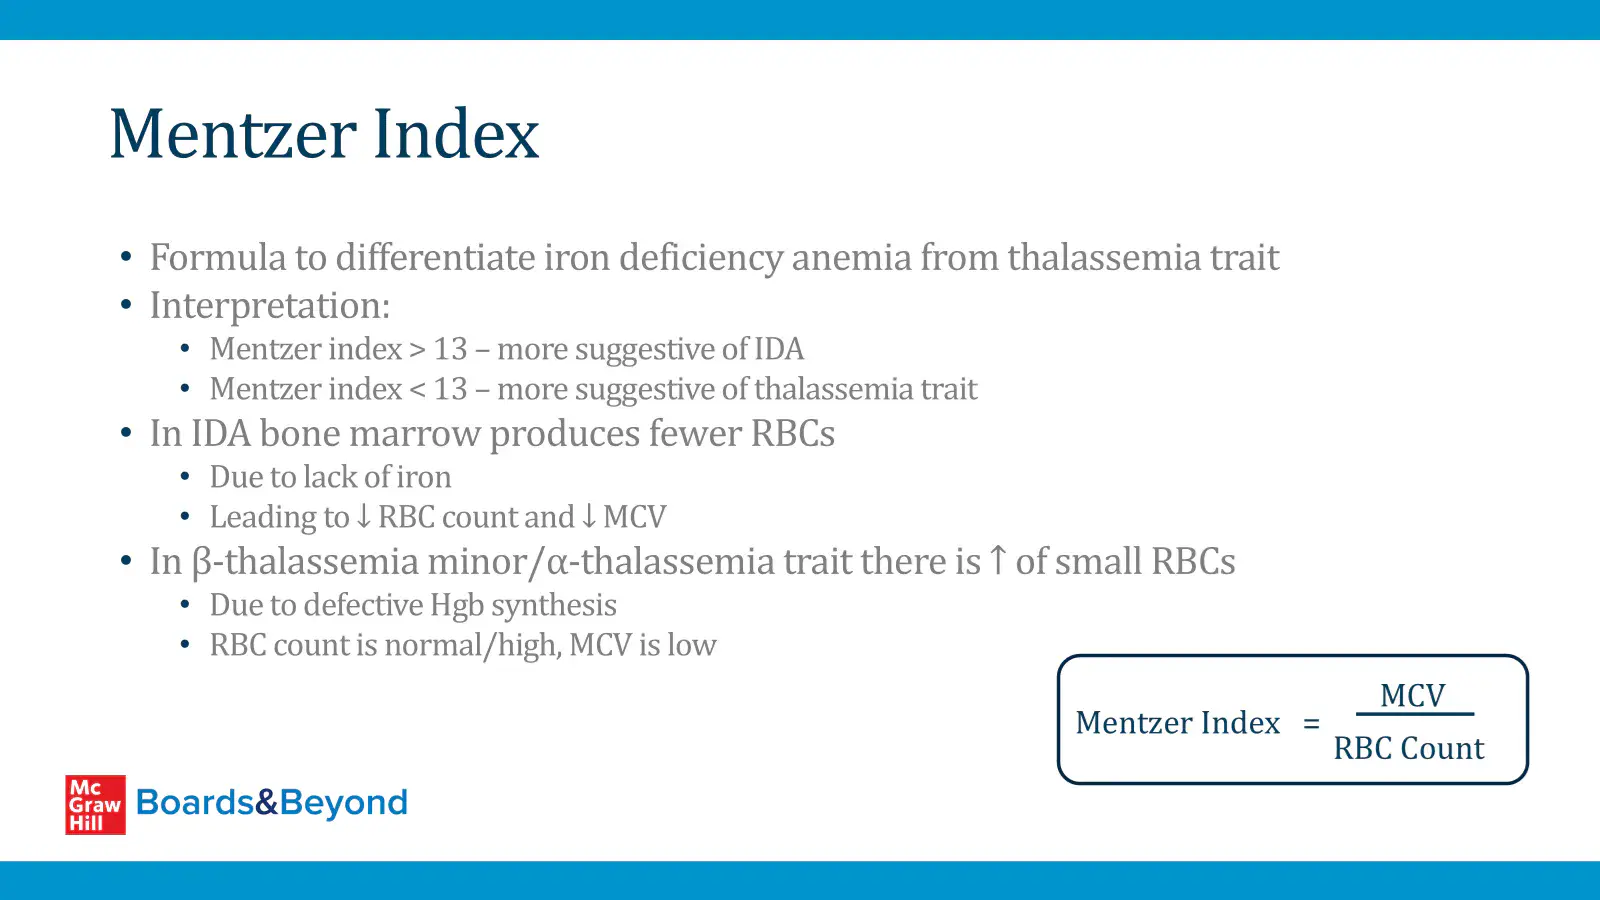 Mentzer Index
• Formula to differentiate iron deficiency anemia from thalassemia trait
• Interpretation:
• Mentzer index > 13 – more suggestive of IDA
• Mentzer index < 13 – more suggestive of thalassemia trait
• In IDA bone marrow produces fewer RBCs
• Due to lack of iron
• Leading to ↓ RBC count and ↓ MCV
• In β-thalassemia minor/α-thalassemia trait there is ↑ of small RBCs
• Due to defective Hgb synthesis
• RBC count is normal/high, MCV is low
MCV
Mentzer Index =
RBC Count
Mc
Graw
Hill
Boards&Beyond